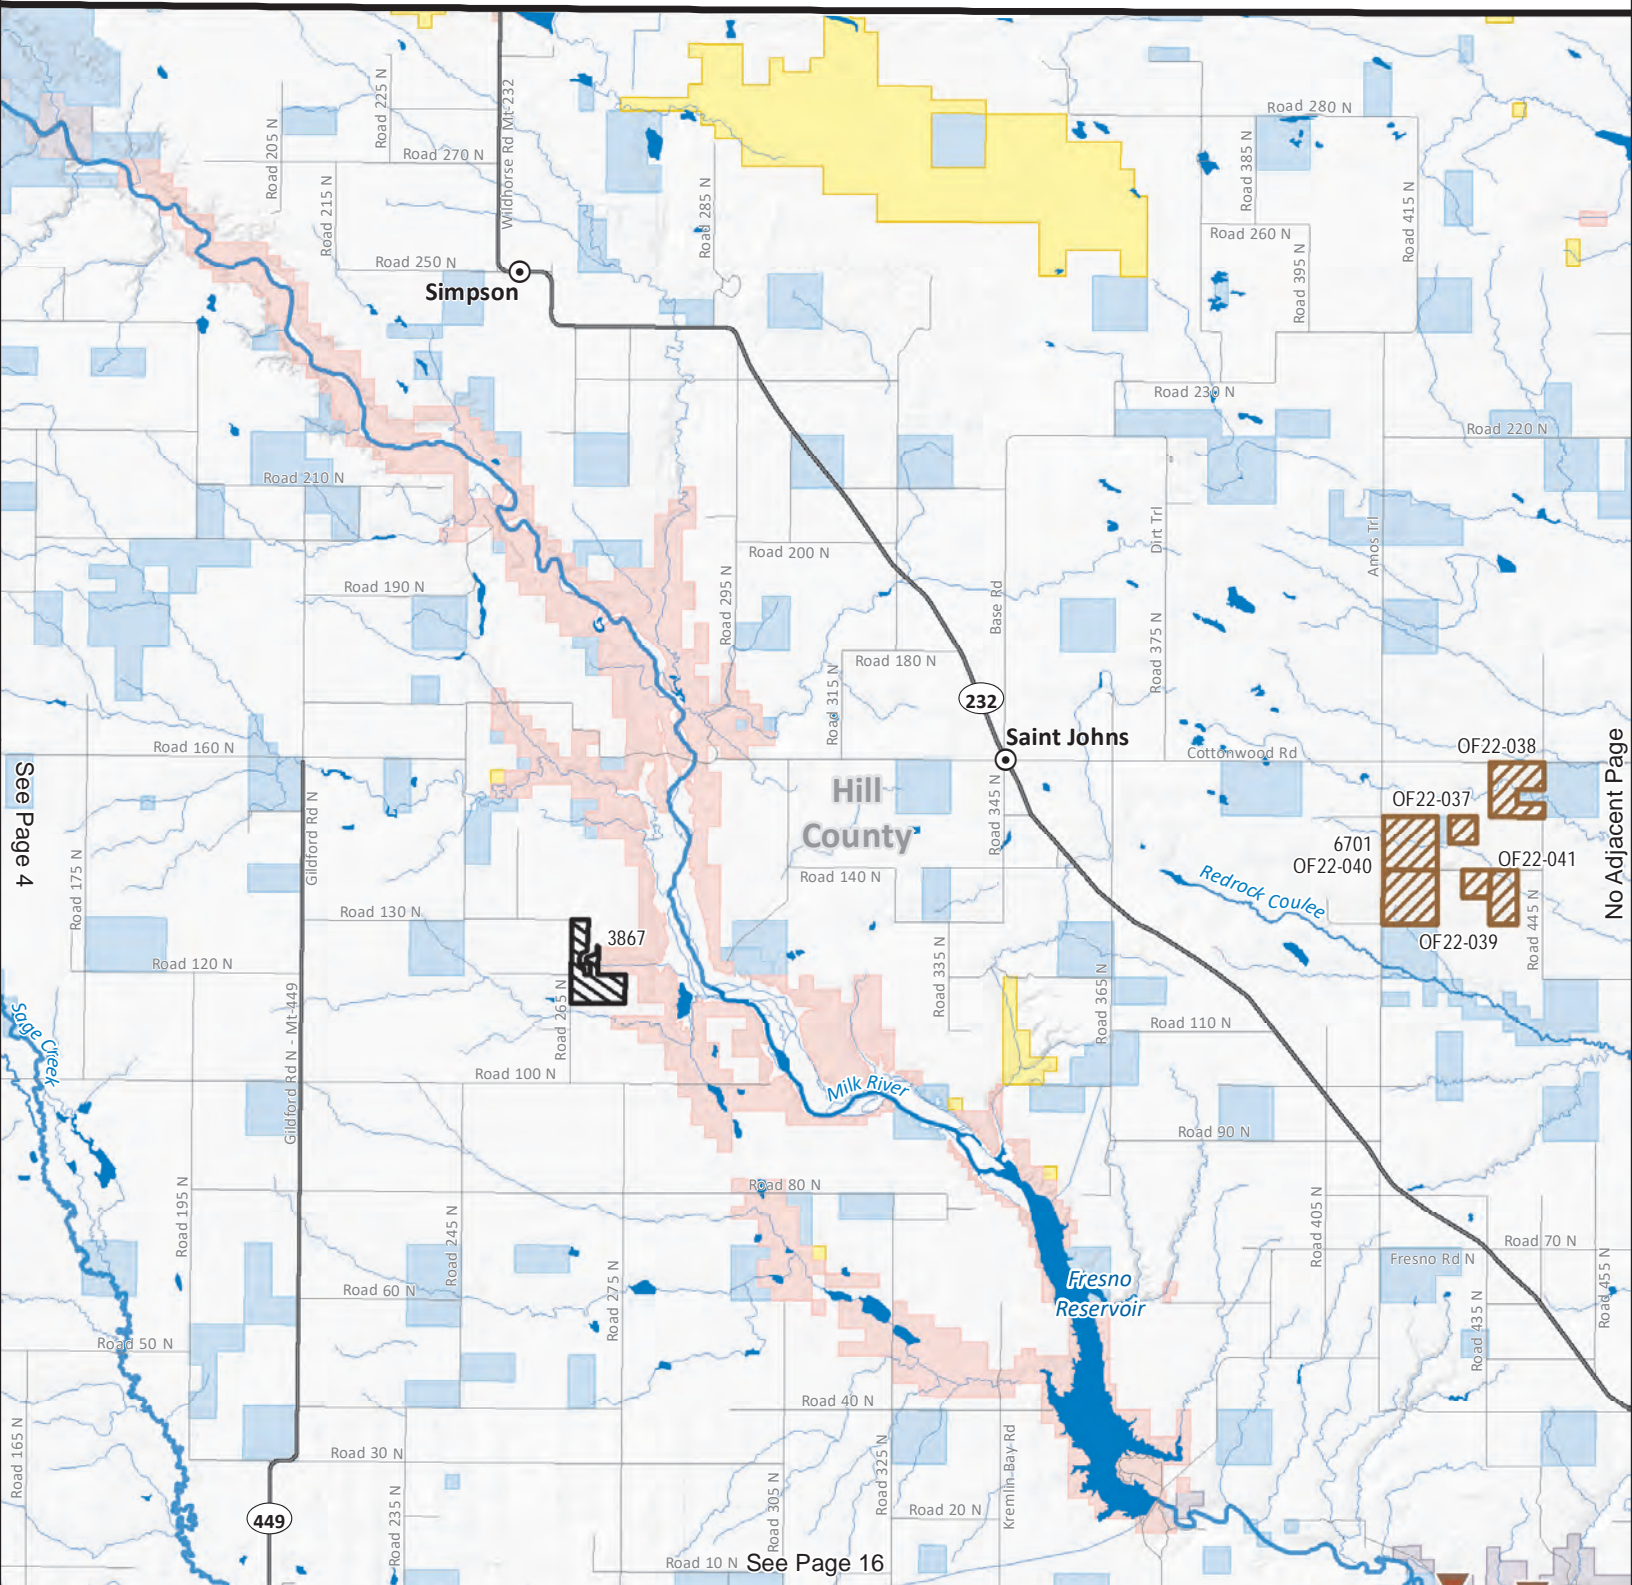 Road 225 N
Wildhorse Rd Mt-232
Road 280 N
Road 205 N
Road 270 N
Road 385 N
Road 215 N
Road 285 N
Road 415 N
Road 260 N
Road 250 N
Road 395 N
Simpson
Road 230 N
Road 220 N
Road 210 N
Dirt Trl
Amos Trl
Road 200 N
Road 190 N
Road 295 N
Base Rd
Road 375 N
Road 180 N
Road 315 N
232
Saint Johns
Road 160 N
Cottonwood Rd
OF22-038
No Adjacent Page
See Page 4
Hill
County
Road 345 N
OF22-037
Gildford Rd N
6701
OF22-040
OF22-041
Road 175 N
Road 140 N
Redrock Coulee
Road 130 N
3867
OF22-039
Road 445 N
Road 120 N
Road 335 N
Road 365 N
Sage Creek
Gildford Rd N - Mt-449
Road 265 N
Road 110 N
Road 100 N
Milk River
Road 90 N
Road 80 N
Road 195 N
Road 245 N
Road 405 N
Road 70 N
Fresno Rd N
Road 455 N
Fresno
Reservoir
Road 60 N
Road 275 N
Road 435 N
Road 50 N
Road 40 N
Road 165 N
Road 30 N
Road 325 N
Kremlin Bay Rd
Road 305 N
449
Road 235 N
Road 20 N
Road 10 N
See Page 16